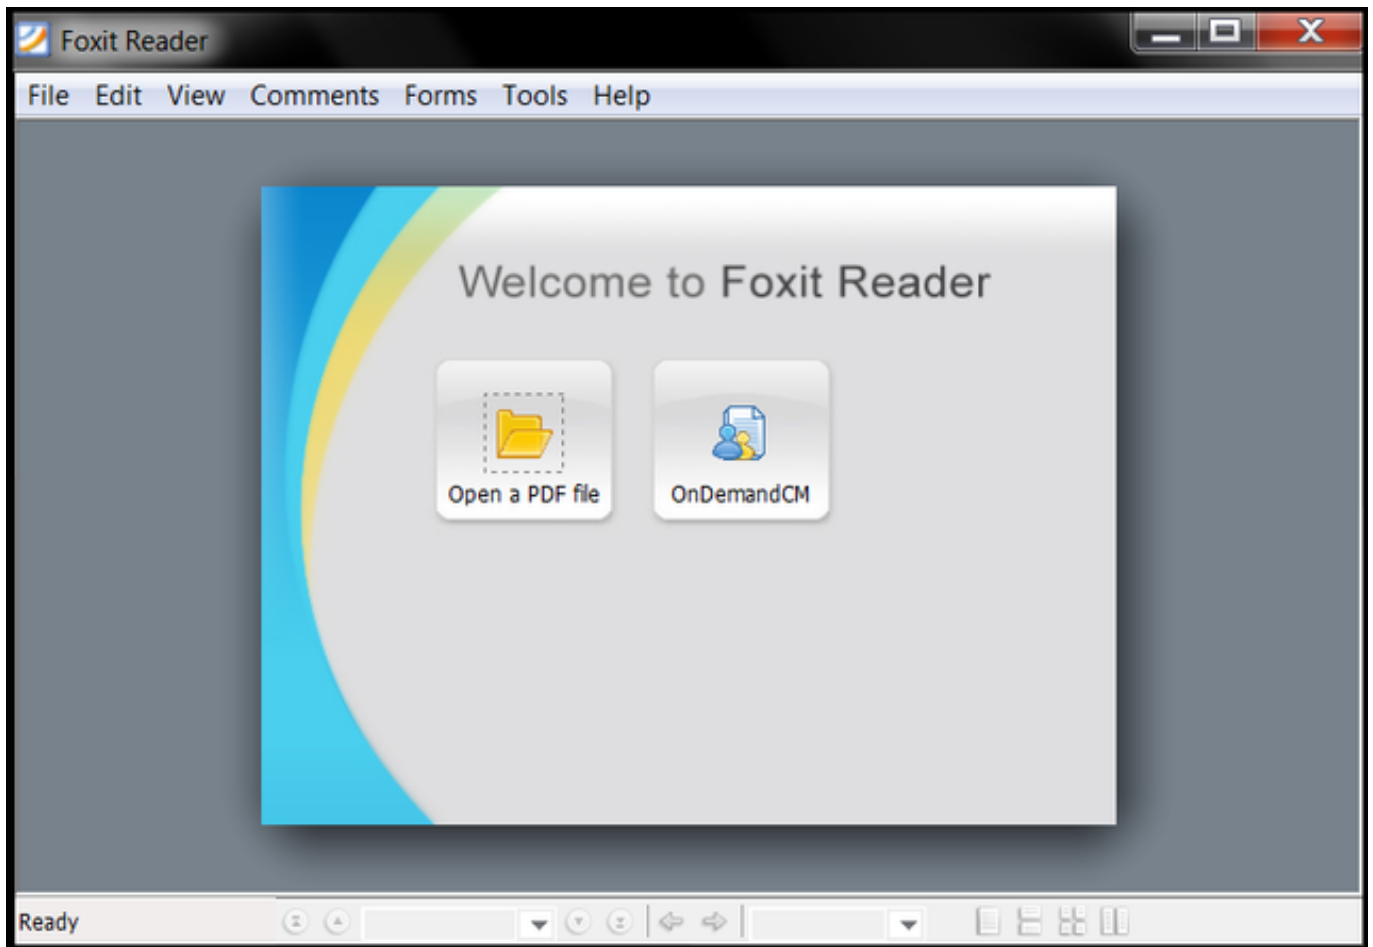 Foxit Reader
File Edit View Comments Forms Tools Help
Welcome to Foxit Reader
Open a PDF file OnDemandCM
Ready